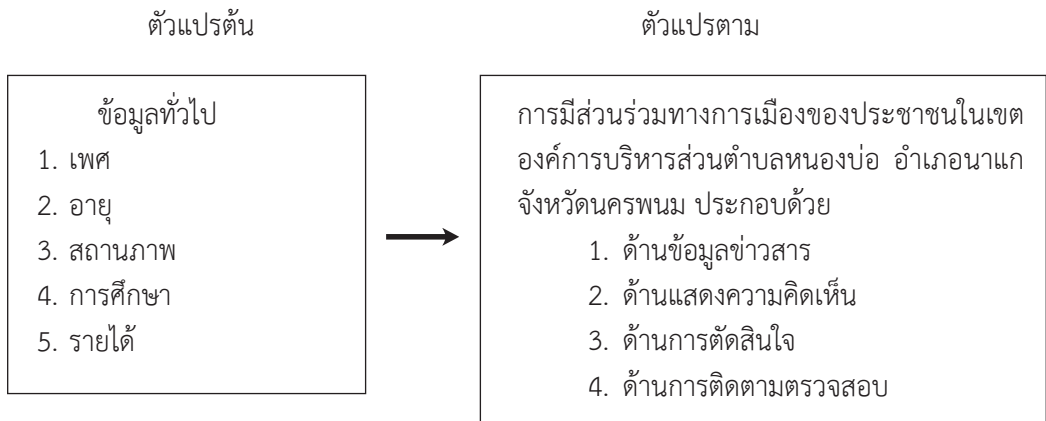 ตัวแปรต้น
ตัวแปรตาม
ข้อมูลทั่วไป
1. เพศ
2. อายุ
3. สถานภาพ
4. การศึกษา
5. รายได้
การมีส่วนร่วมทางการเมืองของประชาชนในเขต
องค์การบริหารส่วนตำบลหนองบ่อ อำเภอนาแก
จังหวัดนครพนม ประกอบด้วย
1. ด้านข้อมูลข่าวสาร
2. ด้านแสดงความคิดเห็น
3. ด้านการตัดสินใจ
4. ด้านการติดตามตรวจสอบ